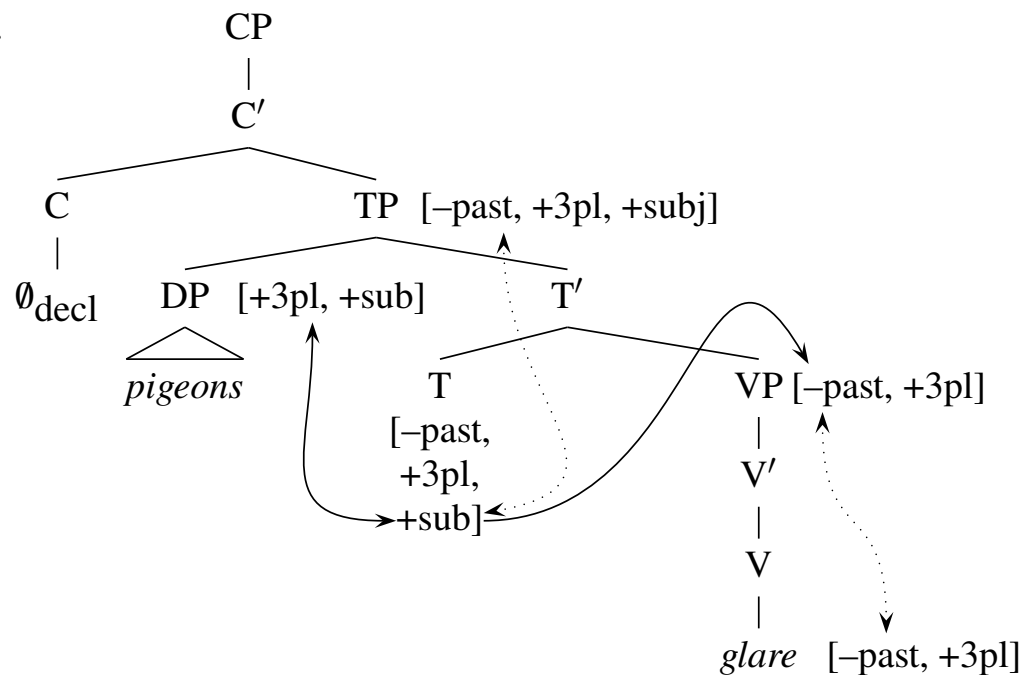 CP
C′
C TP [–past, +3pl, +subj]
∅decl DP [+3pl, +sub] T′
pigeons T VP [–past, +3pl]
[–past,
+3pl, V′
+sub]
V
glare [–past, +3pl]